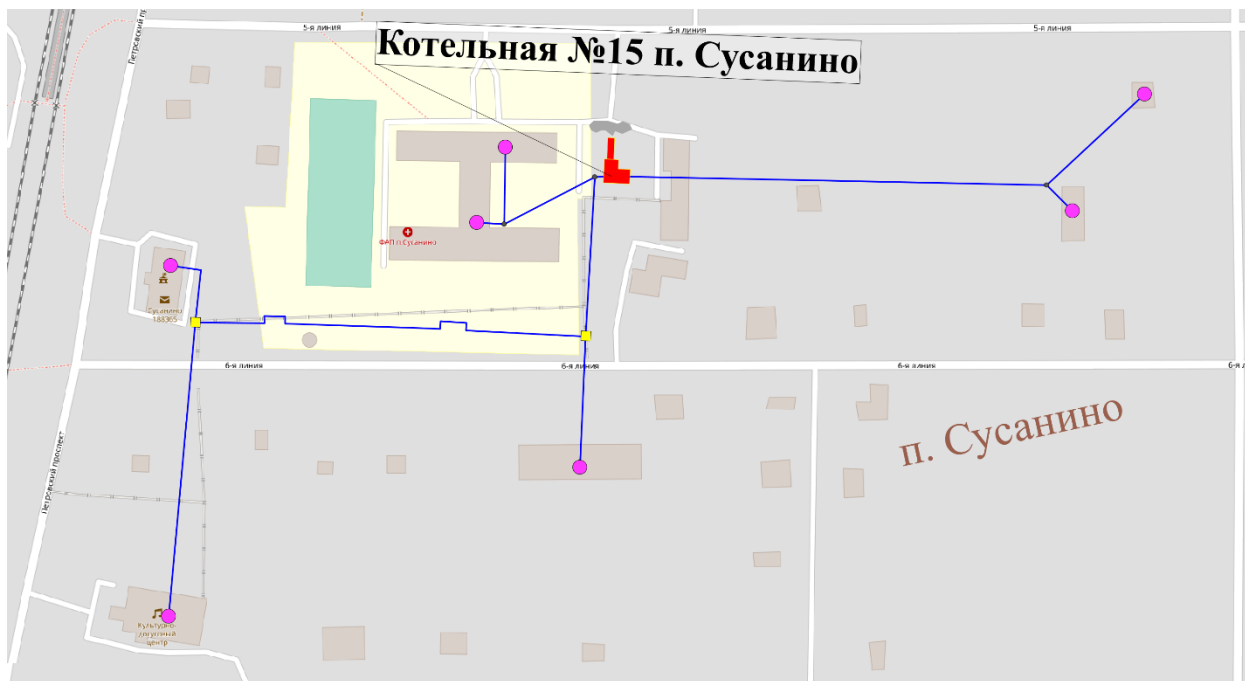 5-я линия
5-я линия
5-я линия
Петровский пр
Котельная №15 п. Сусанино
ФАП п.Сусанино
Сусанино
188365
6-я линия
6-я линия
6-я линия
6-я л
п. Сусанино
Петровский проспект
Культурно-
досуговый
центр